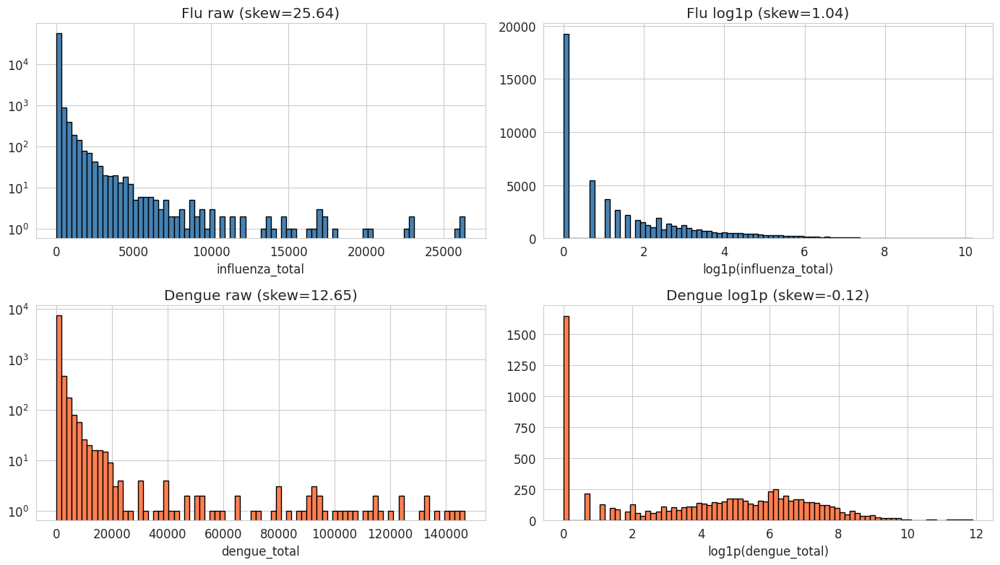 Flu raw (skew=25.64)
10^4
10^3
10^2
10^1
10^0
0 5000 10000 15000 20000 25000
influenza_total
Flu log1p (skew=1.04)
20000
15000
10000
5000
0
0 2 4 6 8 10
log1p(influenza_total)
Dengue raw (skew=12.65)
10^4
10^3
10^2
10^1
10^0
0 20000 40000 60000 80000 100000 120000 140000
dengue_total
Dengue log1p (skew=-0.12)
1500
1250
1000
750
500
250
0
0 2 4 6 8 10 12
log1p(dengue_total)